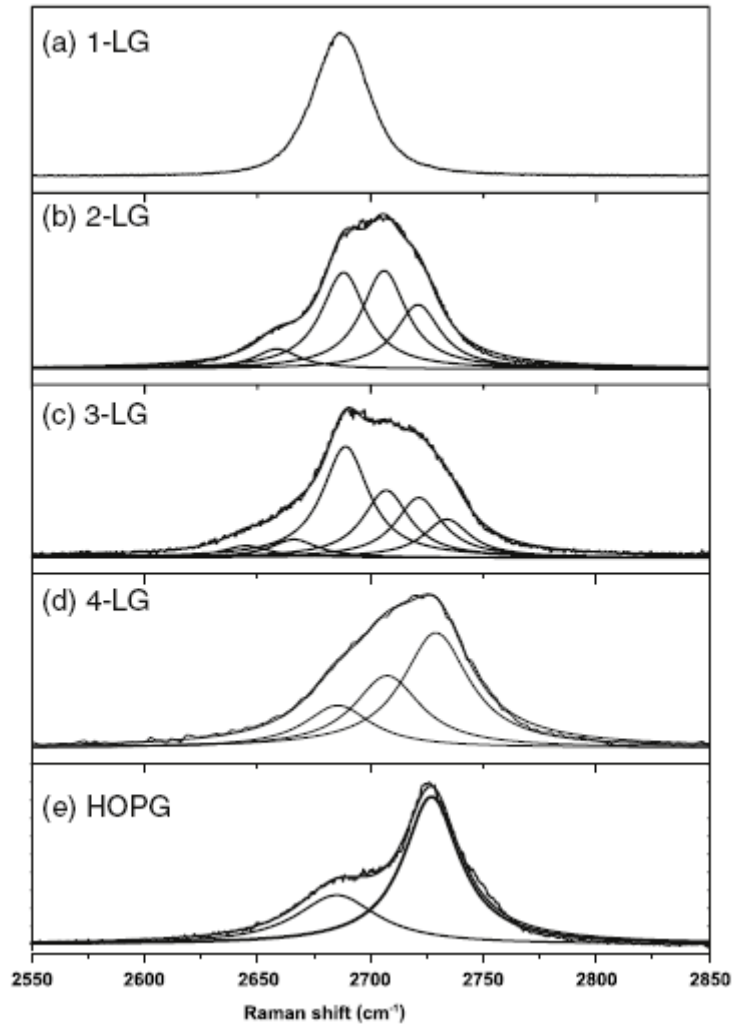 (a) 1-LG
(b) 2-LG
(c) 3-LG
(d) 4-LG
(e) HOPG
2550 2600 2650 2700 2750 2800 2850
Raman shift (cm⁻¹)